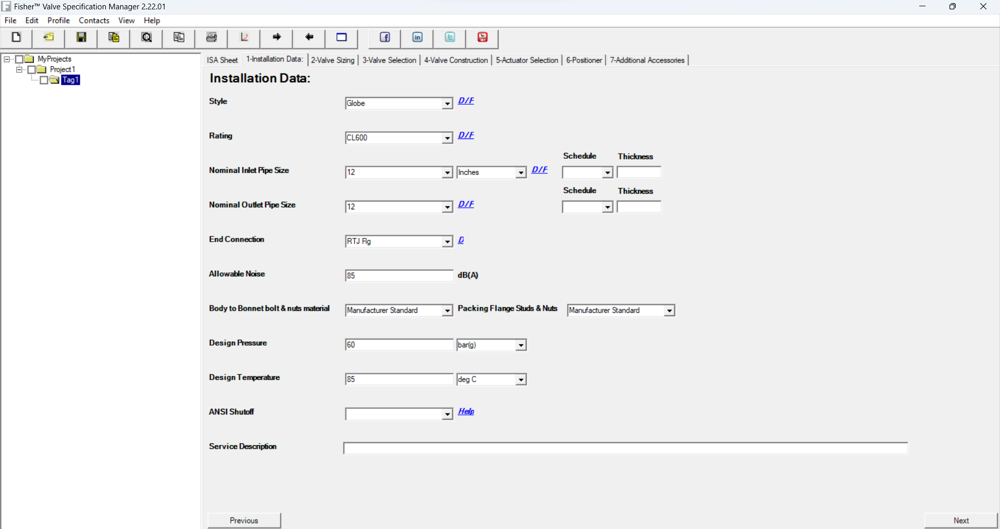 Fisher™ Valve Specification Manager 2.22.01
File Edit Profile Contacts View Help
MyProjects
Project1
Tag1
ISA Sheet 1-Installation Data: 2-Valve Sizing 3-Valve Selection 4-Valve Construction 5-Actuator Selection 6-Positioner 7-Additional Accessories
Installation Data:
Style Globe D/F
Rating CL600 D/F
Schedule Thickness
Nominal Inlet Pipe Size 12 Inches D/F
Schedule Thickness
Nominal Outlet Pipe Size 12 D/F
End Connection RTJ Flg D
Allowable Noise 85 dB(A)
Body to Bonnet bolt & nuts material Manufacturer Standard Packing Flange Studs & Nuts Manufacturer Standard
Design Pressure 60 bar(g)
Design Temperature 85 deg C
ANSI Shutoff Help
Service Description
Previous Next